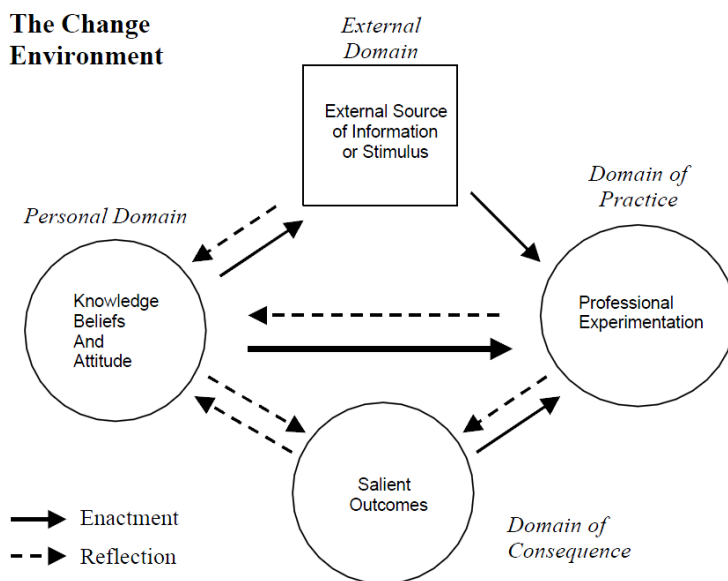 The Change
Environment
External
Domain
External Source
of Information
or Stimulus
Domain of
Practice
Personal Domain
Knowledge
Beliefs
And
Attitude
Professional
Experimentation
Salient
Outcomes
Enactment
Reflection
Domain of
Consequence